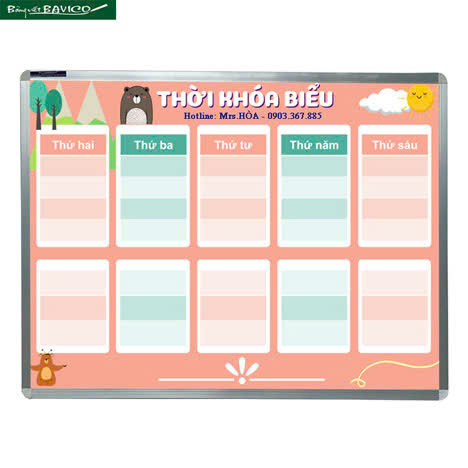 Bảng viết BAVICO
THỜI KHÓA BIỂU
Hotline: Mrs.HÒA - 0903.367.885
Thứ hai
Thứ ba
Thứ tư
Thứ năm
Thứ sáu